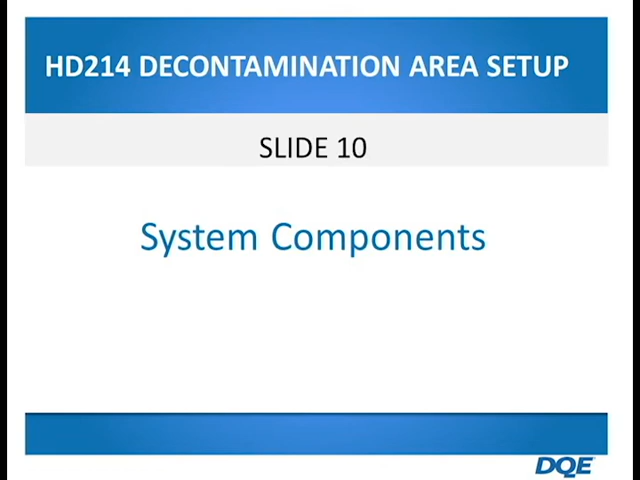 HD214 DECONTAMINATION AREA SETUP
SLIDE 10
System Components
DQE